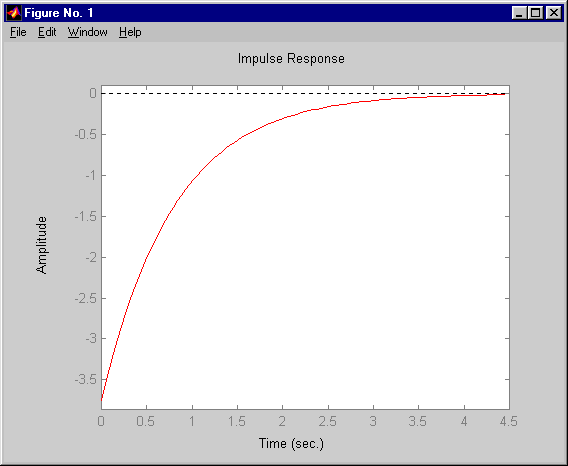 Figure No. 1
File Edit Window Help
Impulse Response
0
-0.5
-1
-1.5
-2
-2.5
-3
-3.5
Amplitude
0 0.5 1 1.5 2 2.5 3 3.5 4 4.5
Time (sec.)